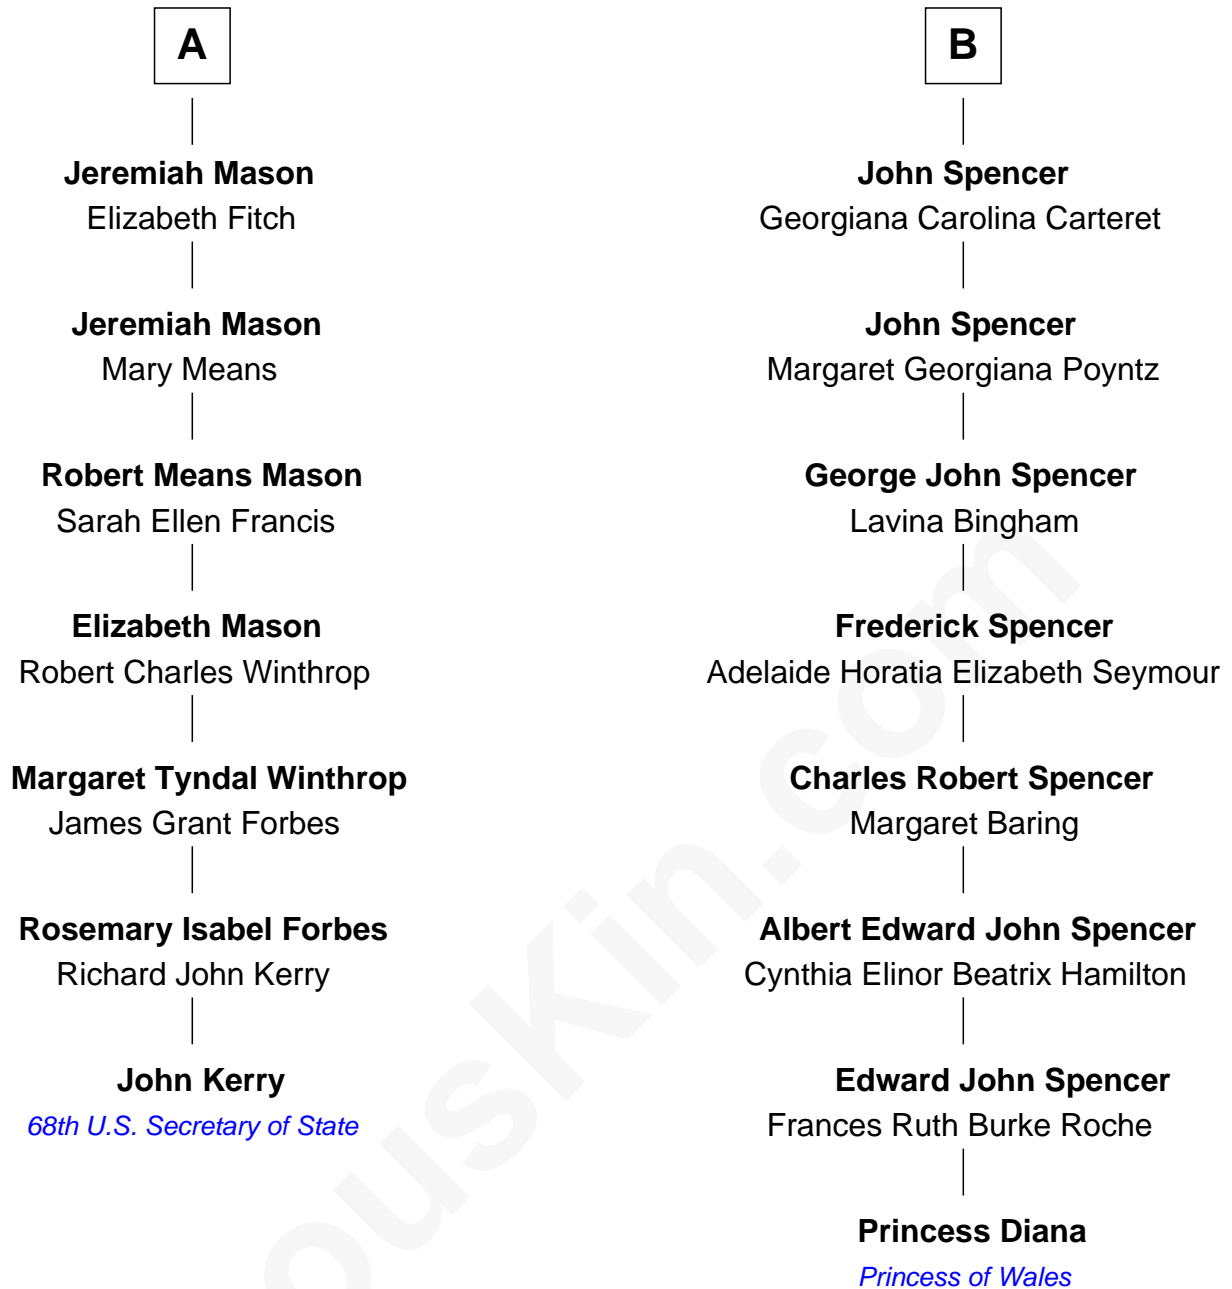 A
Jeremiah Mason
Elizabeth Fitch
Jeremiah Mason
Mary Means
Robert Means Mason
Sarah Ellen Francis
Elizabeth Mason
Robert Charles Winthrop
Margaret Tyndal Winthrop
James Grant Forbes
Rosemary Isabel Forbes
Richard John Kerry
John Kerry
68th U.S. Secretary of State
B
John Spencer
Georgiana Carolina Carteret
John Spencer
Margaret Georgiana Poyntz
George John Spencer
Lavina Bingham
Frederick Spencer
Adelaide Horatia Elizabeth Seymour
Charles Robert Spencer
Margaret Baring
Albert Edward John Spencer
Cynthia Elinor Beatrix Hamilton
Edward John Spencer
Frances Ruth Burke Roche
Princess Diana
Princess of Wales
ousKin.com